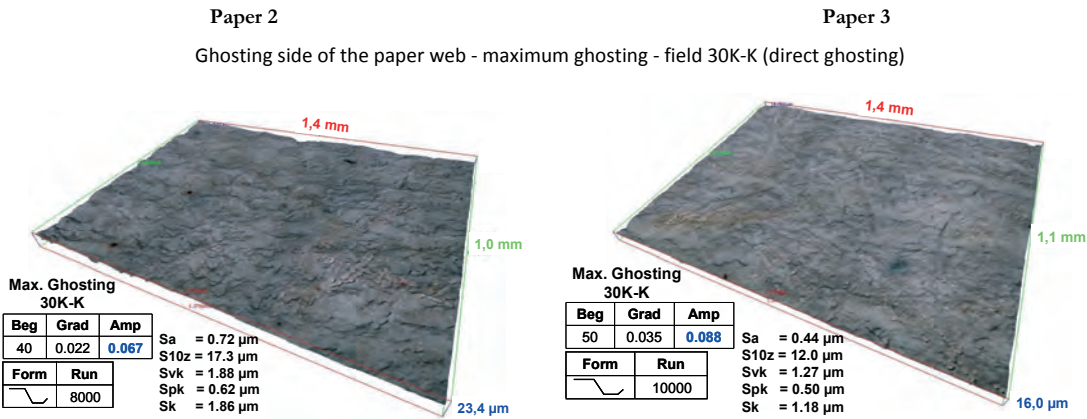 Paper 2
Paper 3
Ghosting side of the paper web - maximum ghosting - field 30K-K (direct ghosting)
1,4 mm
1,0 mm
23,4 µm
Max. Ghosting
30K-K
Beg Grad Amp
40 0.022 0.067
Form Run
8000
Sa = 0.72 µm
S10z = 17.3 µm
Svk = 1.88 µm
Spk = 0.62 µm
Sk = 1.86 µm
1,4 mm
1,1 mm
16,0 µm
Max. Ghosting
30K-K
Beg Grad Amp
50 0.035 0.088
Form Run
10000
Sa = 0.44 µm
S10z = 12.0 µm
Svk = 1.27 µm
Spk = 0.50 µm
Sk = 1.18 µm